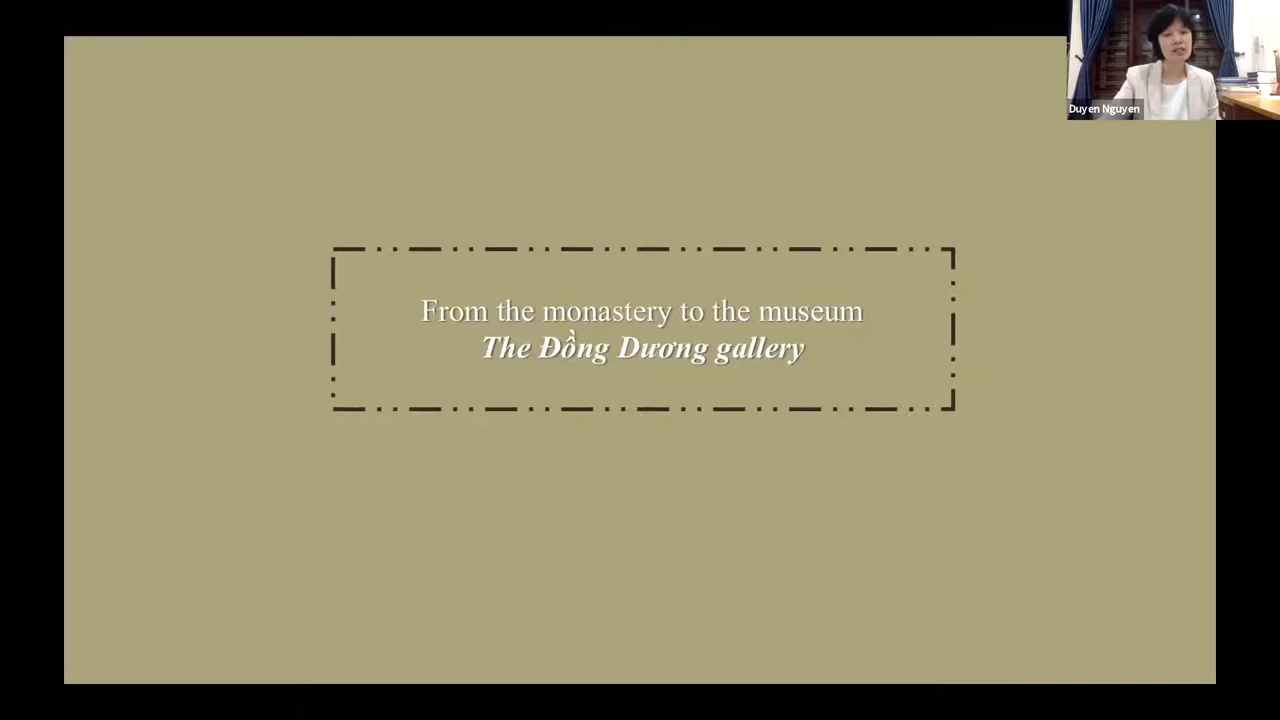 Duyen Nguyen
From the monastery to the museum
The Đồng Dương gallery